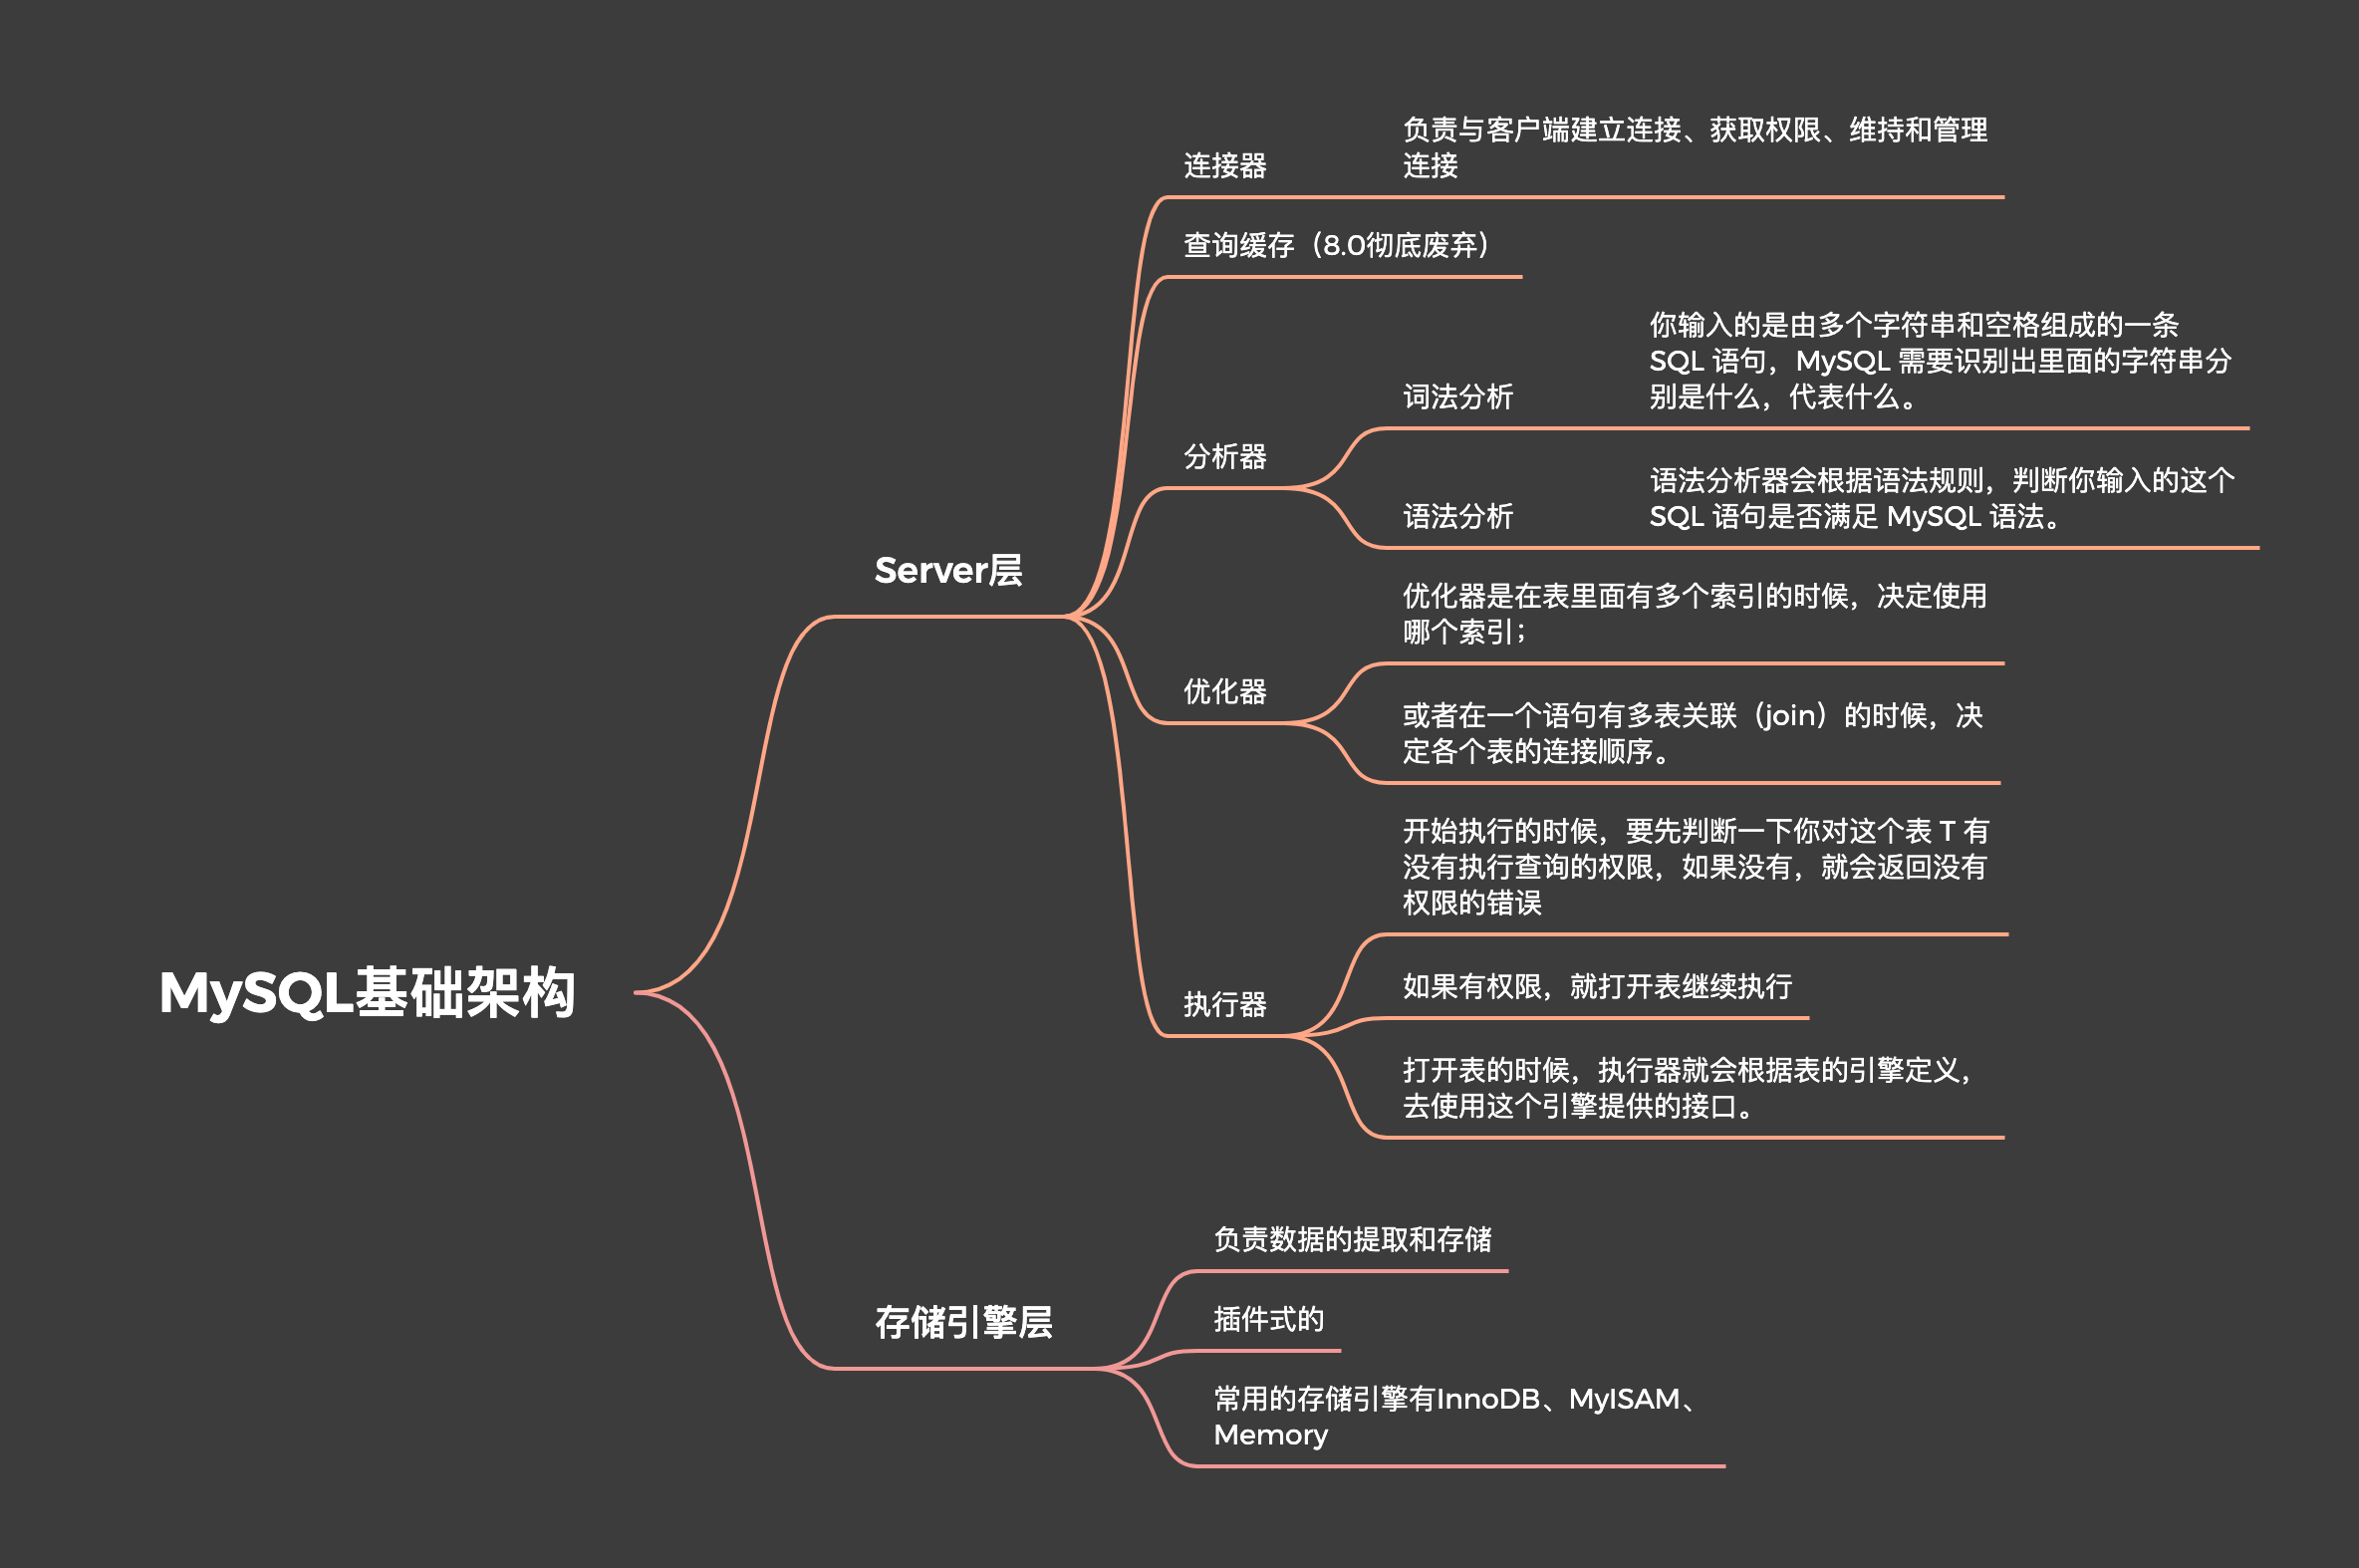 MySQL基础架构
Server层
连接器
负责与客户端建立连接、获取权限、维持和管理
连接
查询缓存（8.0彻底废弃）
分析器
词法分析
你输入的是由多个字符串和空格组成的一条
SQL 语句，MySQL 需要识别出里面的字符串分
别是什么，代表什么。
语法分析
语法分析器会根据语法规则，判断你输入的这个
SQL 语句是否满足 MySQL 语法。
优化器
优化器是在表里面有多个索引的时候，决定使用
哪个索引；
或者在一个语句有多表关联（join）的时候，决
定各个表的连接顺序。
执行器
开始执行的时候，要先判断一下你对这个表 T 有
没有执行查询的权限，如果没有，就会返回没有
权限的错误
如果有权限，就打开表继续执行
打开表的时候，执行器就会根据表的引擎定义，
去使用这个引擎提供的接口。
存储引擎层
负责数据的提取和存储
插件式的
常用的存储引擎有InnoDB、MyISAM、
Memory